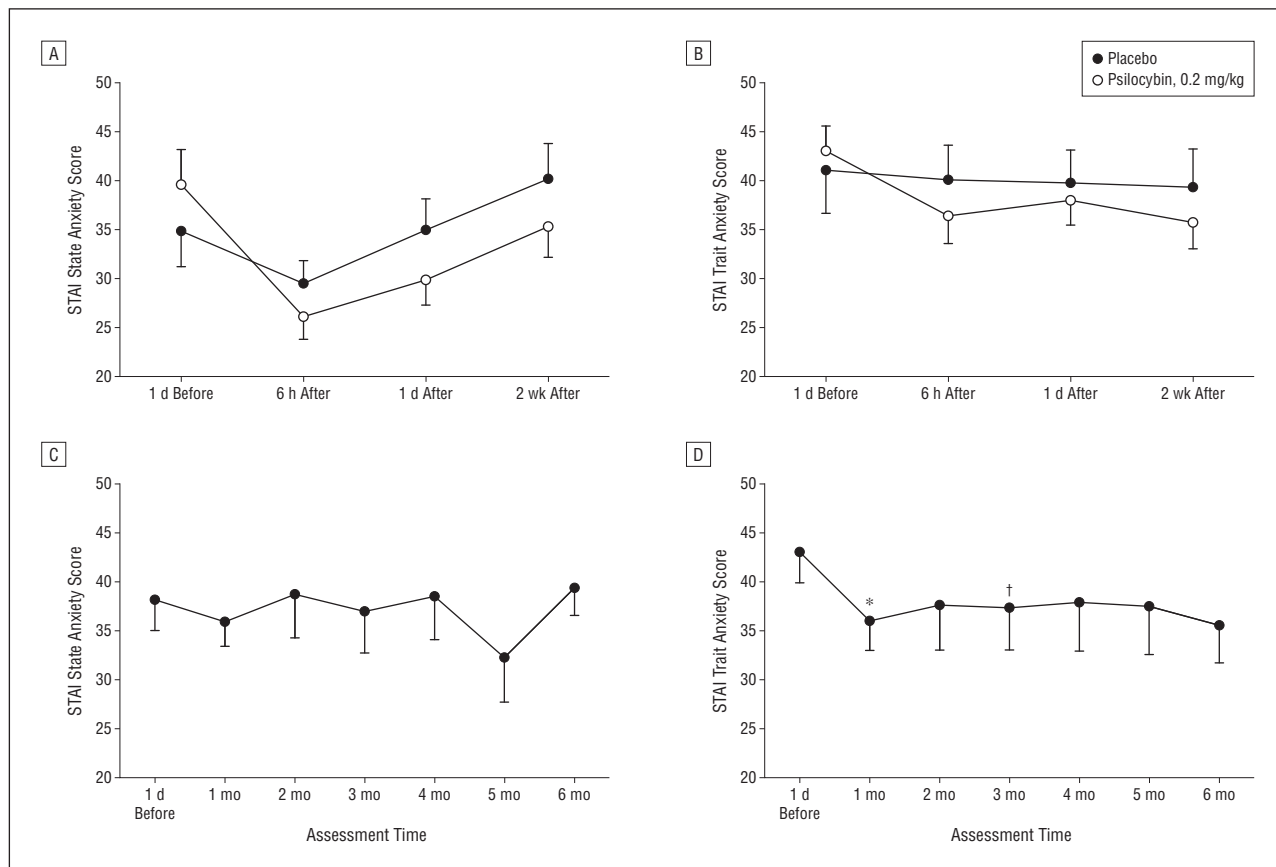 A
50
45
40
35
30
25
20
STAI State Anxiety Score
1 d Before
6 h After
1 d After
2 wk After
B
Placebo
Psilocybin, 0.2 mg/kg
50
45
40
35
30
25
20
STAI Trait Anxiety Score
1 d Before
6 h After
1 d After
2 wk After
C
50
45
40
35
30
25
20
STAI State Anxiety Score
1 d
Before
1 mo
2 mo
3 mo
4 mo
5 mo
6 mo
Assessment Time
D
50
45
40
35
30
25
20
STAI Trait Anxiety Score
*
†
1 d
Before
1 mo
2 mo
3 mo
4 mo
5 mo
6 mo
Assessment Time